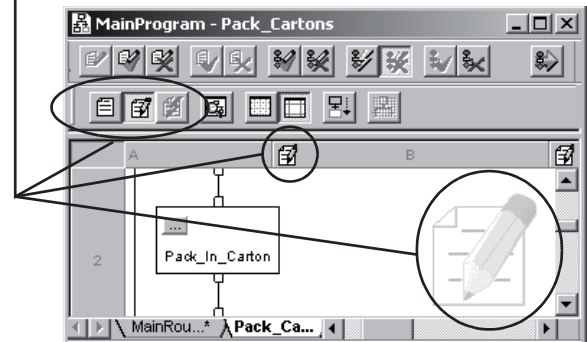 MainProgram - Pack_Cartons
A B
...
2 Pack_In_Carton
MainRou...* Pack_Ca...